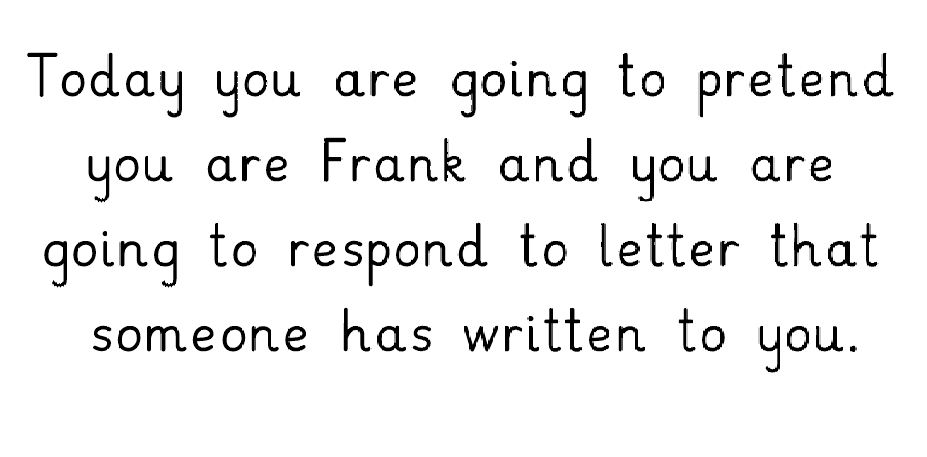 Today you are going to pretend
you are Frank and you are
going to respond to letter that
someone has written to you.